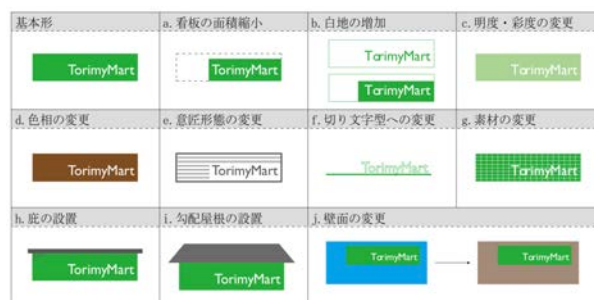 基本形
a. 看板の面積縮小
b. 白地の増加
c. 明度・彩度の変更
TorimyMart
TorimyMart
TorimyMart
TorimyMart
TorimyMart
d. 色相の変更
e. 意匠形態の変更
f. 切り文字型への変更
g. 素材の変更
TorimyMart
TorimyMart
TorimyMart
TorimyMart
h. 庇の設置
i. 勾配屋根の設置
j. 壁面の変更
TorimyMart
TorimyMart
TorimyMart
TorimyMart